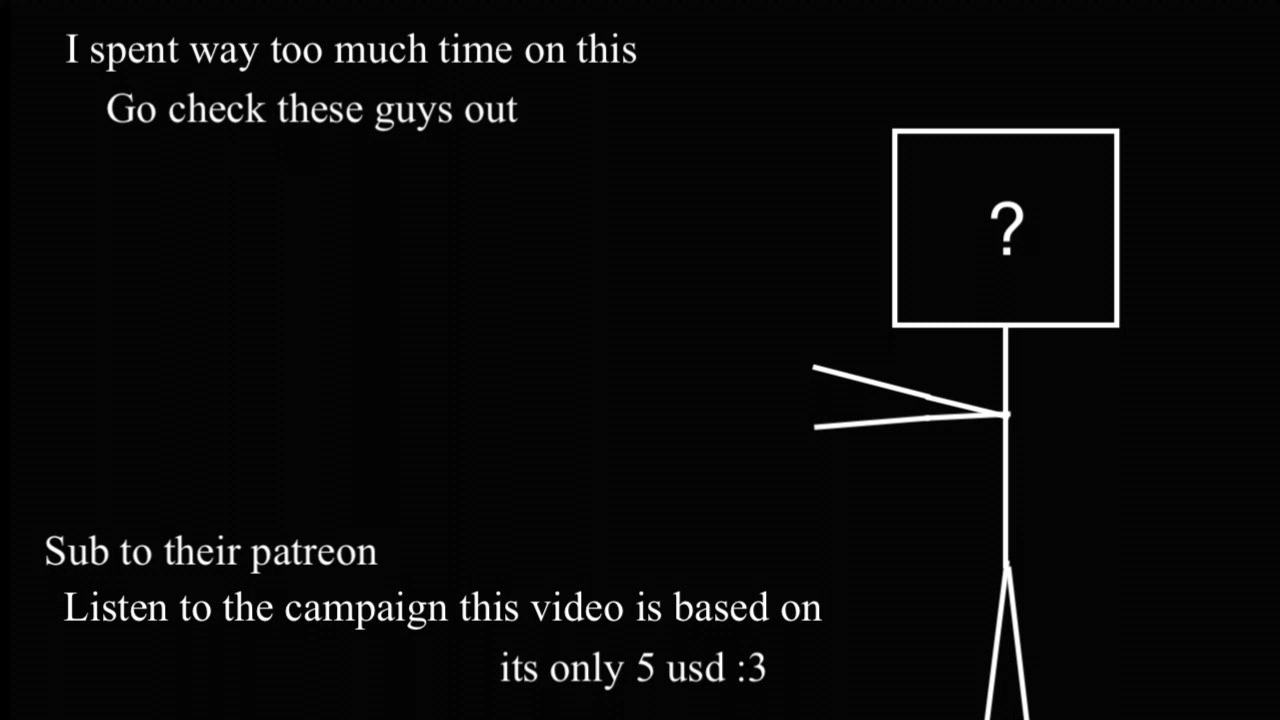 I spent way too much time on this
Go check these guys out
?
Sub to their patreon
Listen to the campaign this video is based on
its only 5 usd :3